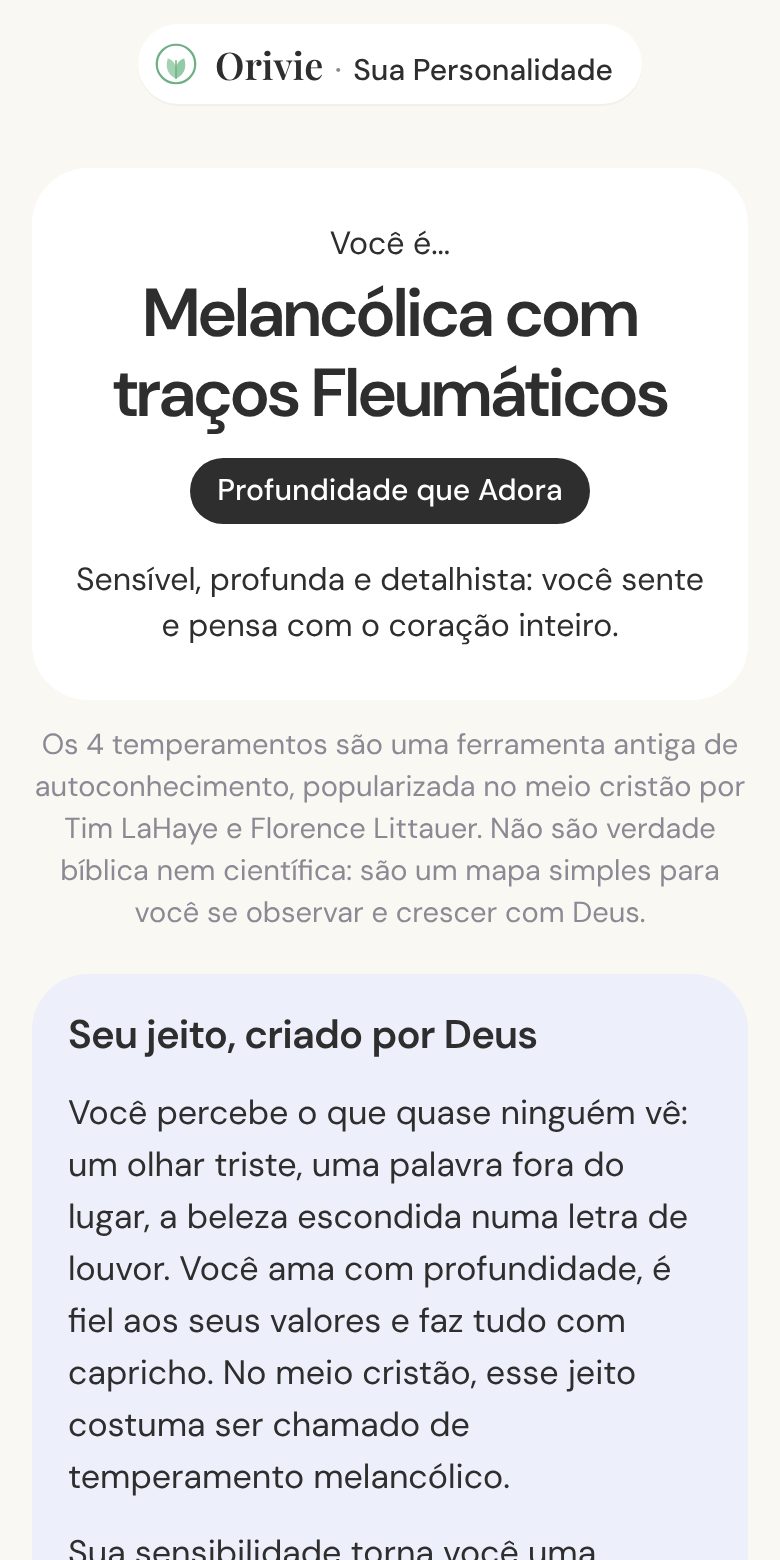 Orivie · Sua Personalidade
Você é...
Melancólica com
traços Fleumáticos
Profundidade que Adora
Sensível, profunda e detalhista: você sente
e pensa com o coração inteiro.
Os 4 temperamentos são uma ferramenta antiga de
autoconhecimento, popularizada no meio cristão por
Tim LaHaye e Florence Littauer. Não são verdade
bíblica nem científica: são um mapa simples para
você se observar e crescer com Deus.
Seu jeito, criado por Deus
Você percebe o que quase ninguém vê:
um olhar triste, uma palavra fora do
lugar, a beleza escondida numa letra de
louvor. Você ama com profundidade, é
fiel aos seus valores e faz tudo com
capricho. No meio cristão, esse jeito
costuma ser chamado de
temperamento melancólico.
Sua sensibilidade torna você uma